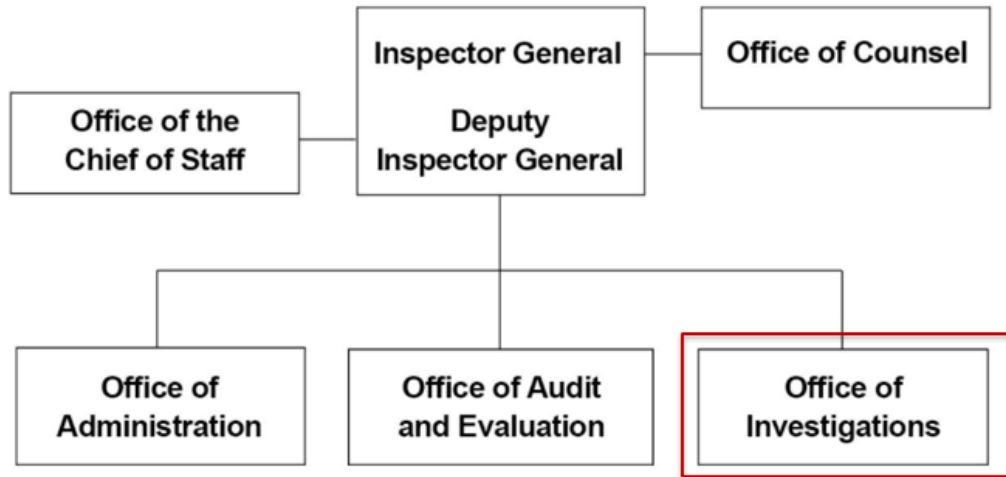 Inspector General
Deputy
Inspector General
Office of Counsel
Office of the
Chief of Staff
Office of
Administration
Office of Audit
and Evaluation
Office of
Investigations